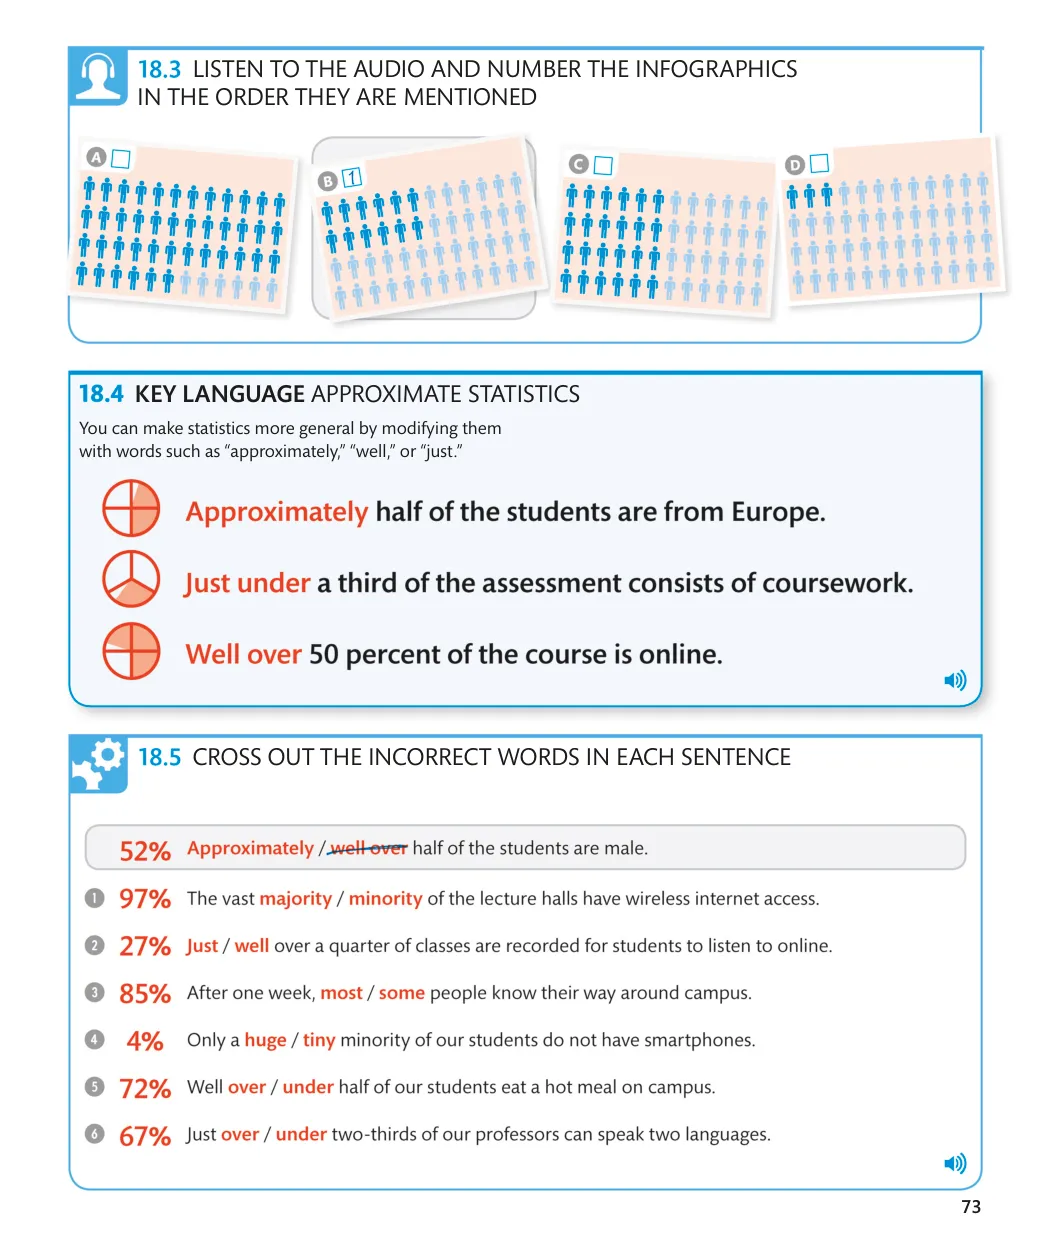 18.3 LISTEN TO THE AUDIO AND NUMBER THE INFOGRAPHICS
IN THE ORDER THEY ARE MENTIONED
A
B 1
C
D
18.4 KEY LANGUAGE APPROXIMATE STATISTICS
You can make statistics more general by modifying them
with words such as “approximately,” “well,” or “just.”
Approximately half of the students are from Europe.
Just under a third of the assessment consists of coursework.
Well over 50 percent of the course is online.
18.5 CROSS OUT THE INCORRECT WORDS IN EACH SENTENCE
52% Approximately / well over half of the students are male.
1 97% The vast majority / minority of the lecture halls have wireless internet access.
2 27% Just / well over a quarter of classes are recorded for students to listen to online.
3 85% After one week, most / some people know their way around campus.
4 4% Only a huge / tiny minority of our students do not have smartphones.
5 72% Well over / under half of our students eat a hot meal on campus.
6 67% Just over / under two-thirds of our professors can speak two languages.
73